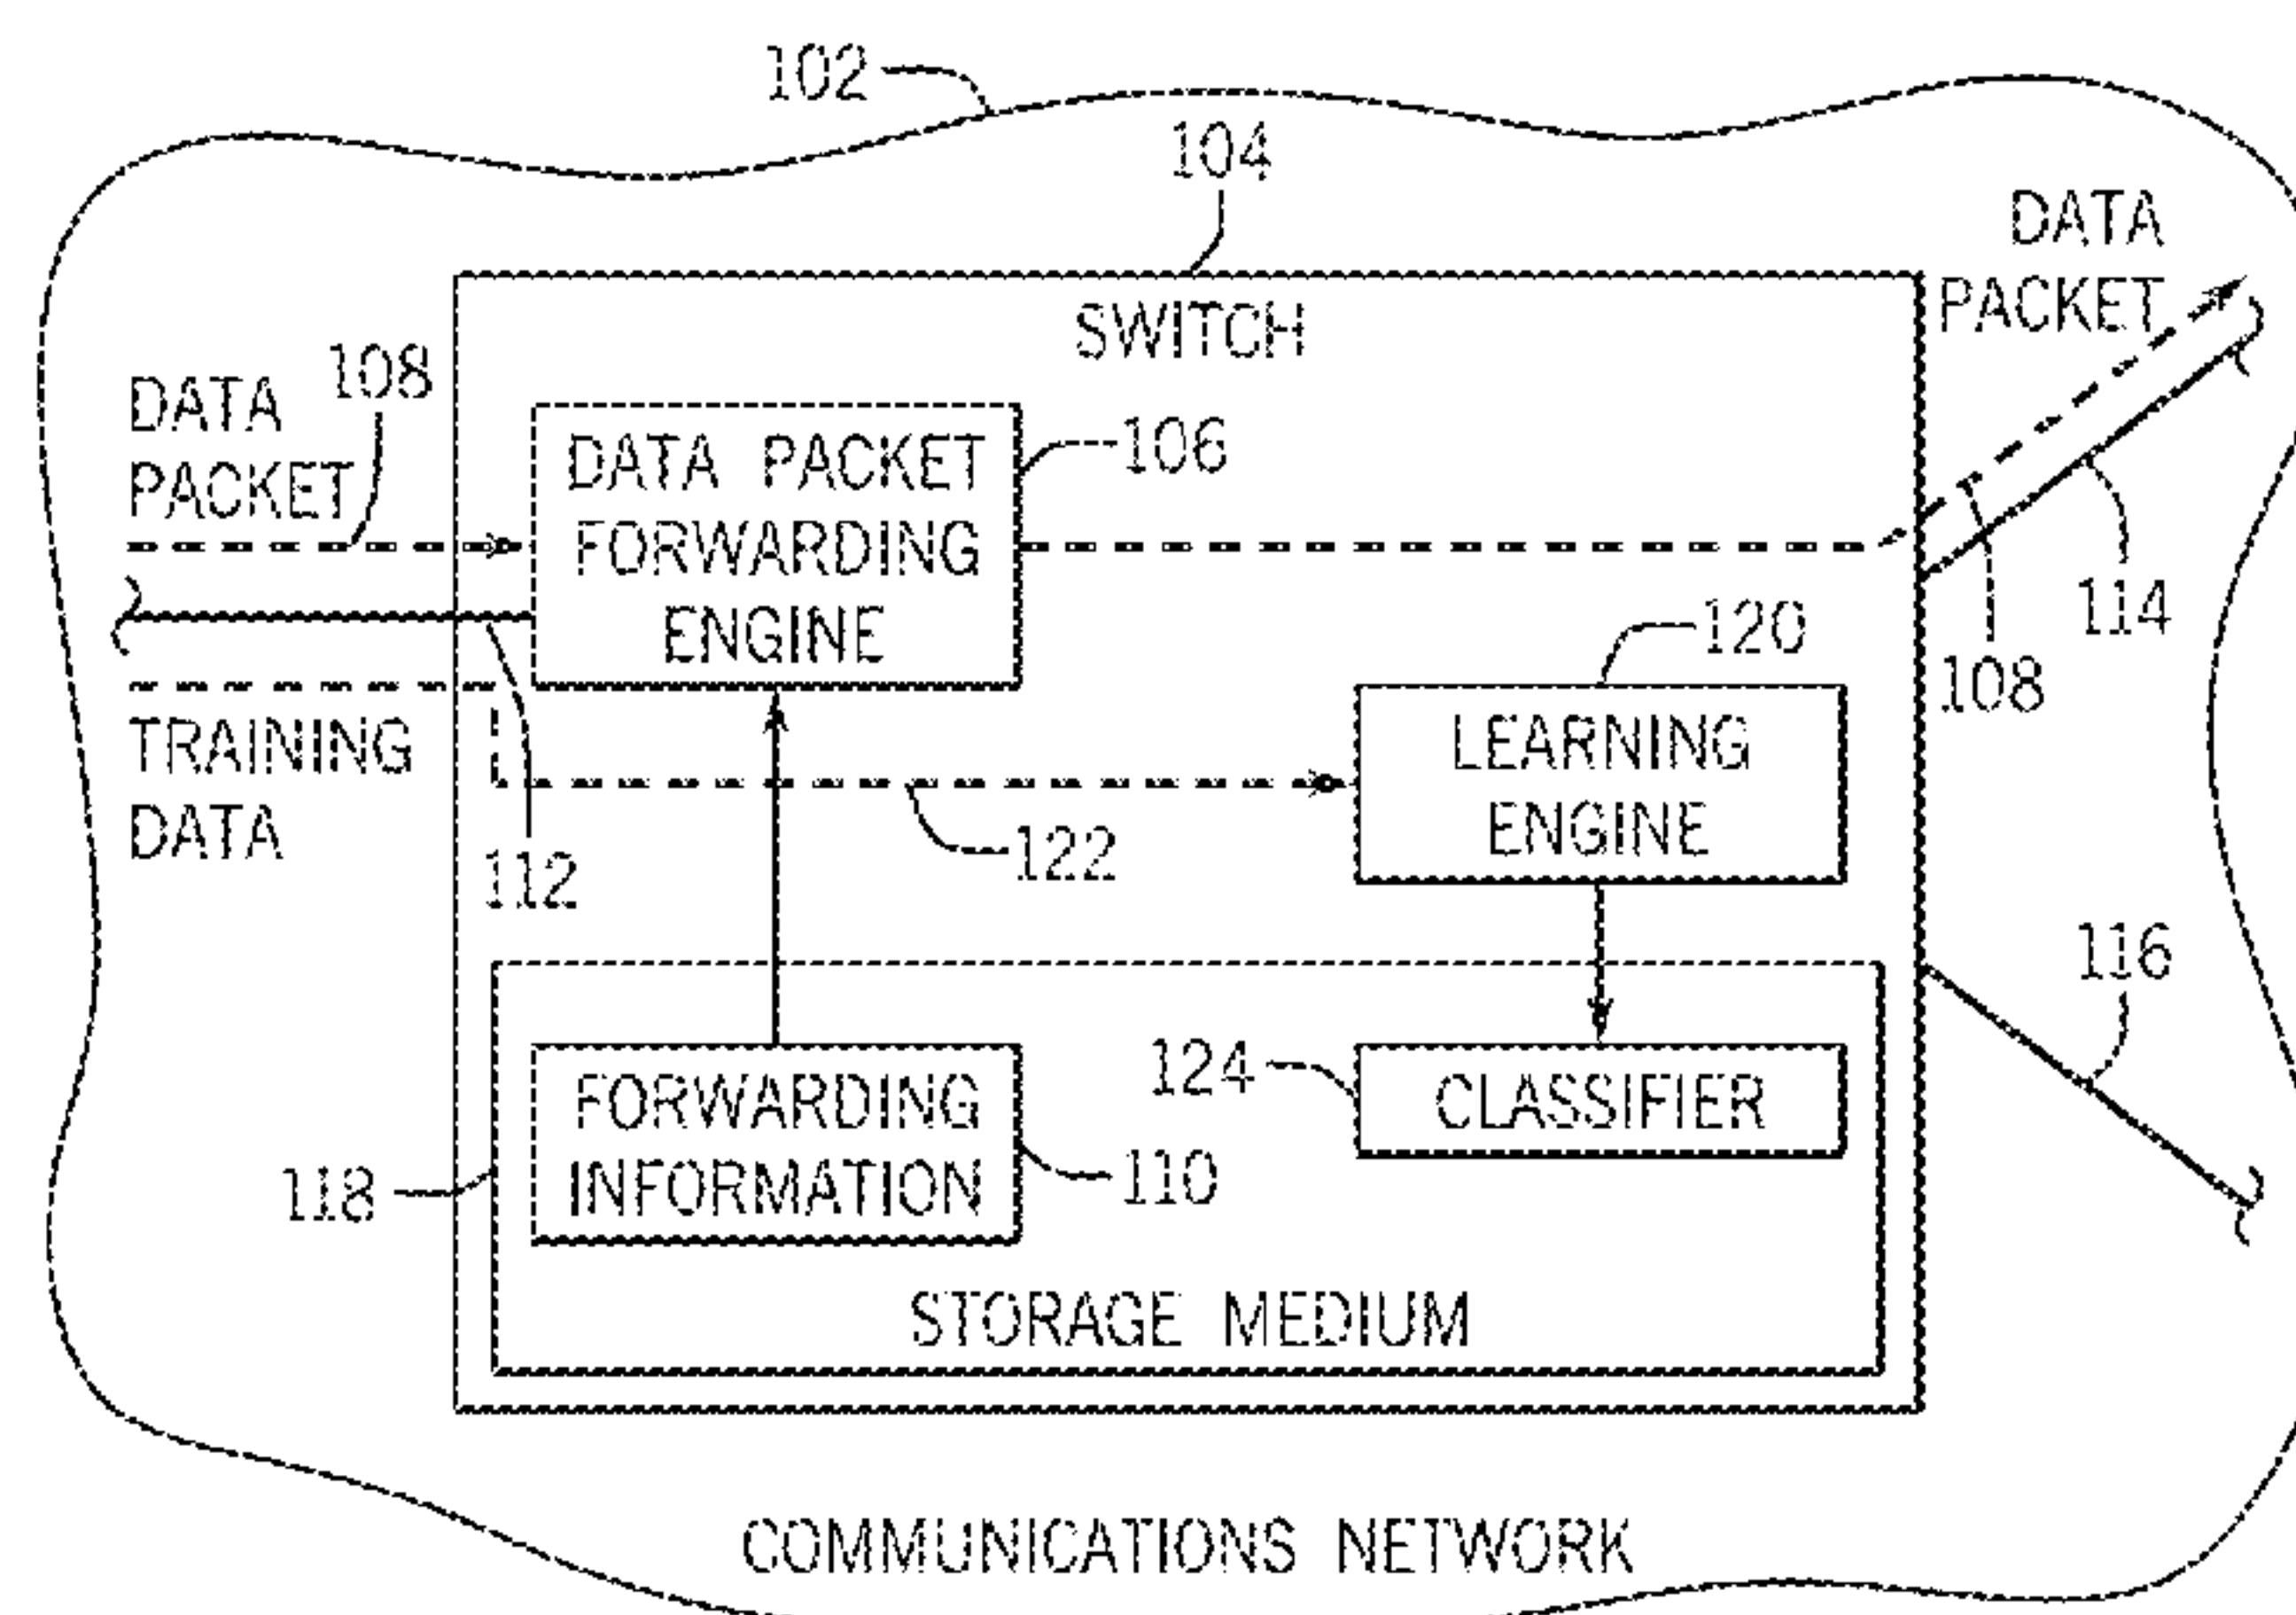 102
104
DATA
PACKET
SWITCH
108
DATA
PACKET
DATA PACKET
FORWARDING
ENGINE
106
114
108
120
TRAINING
DATA
LEARNING
ENGINE
112
122
116
124
CLASSIFIER
FORWARDING
INFORMATION
118
110
STORAGE MEDIUM
COMMUNICATIONS NETWORK